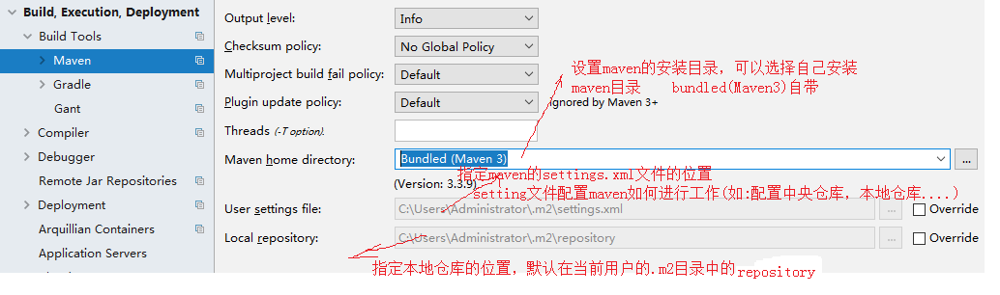 Build, Execution, Deployment
Build Tools
Maven
Gradle
Gant
Compiler
Debugger
Remote Jar Repositories
Deployment
Arquillian Containers
Application Servers
Output level: Info
Checksum policy: No Global Policy
Multiproject build fail policy: Default
Plugin update policy: Default ignored by Maven 3+
Threads (-T option).
设置maven的安装目录，可以选择自己安装
maven目录 bundled(Maven3)自带
Maven home directory: Bundled (Maven 3) ...
(Version: 3.3.9)
指定maven的settings.xml文件的位置
setting文件配置maven如何进行工作(如:配置中央仓库，本地仓库....)
User settings file: C:\Users\Administrator\.m2\settings.xml ... Override
Local repository: C:\Users\Administrator\.m2\repository ... Override
指定本地仓库的位置，默认在当前用户的.m2目录中的repository